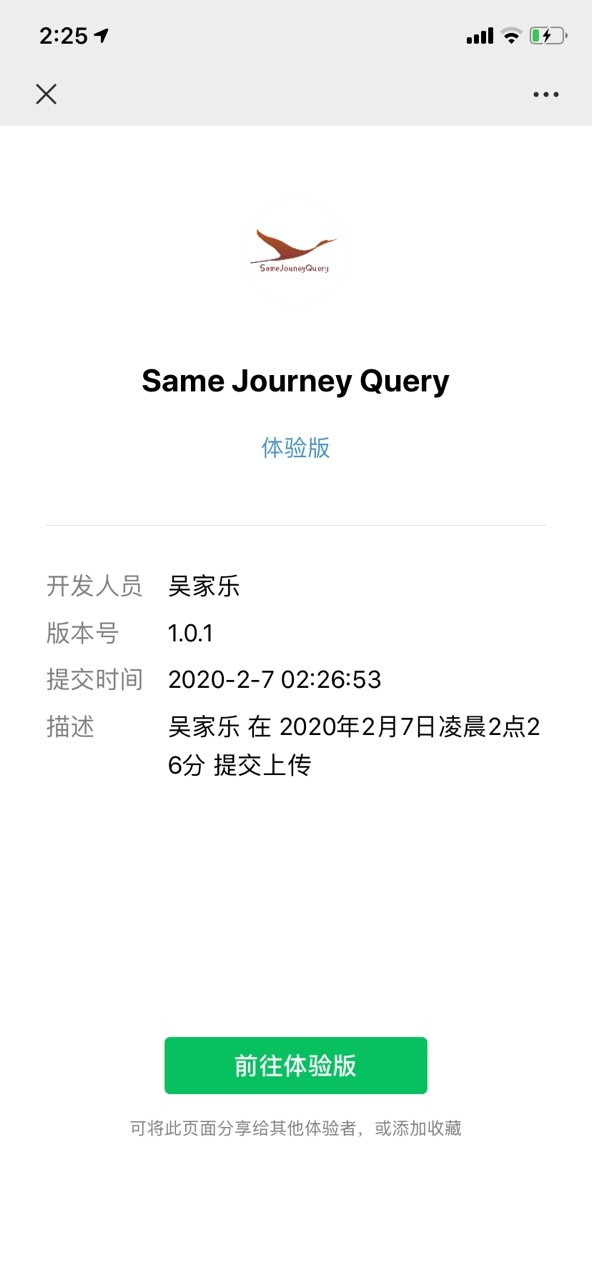 2:25
SameJouneyQuery
Same Journey Query
体验版
开发人员 吴家乐
版本号 1.0.1
提交时间 2020-2-7 02:26:53
描述 吴家乐 在 2020年2月7日凌晨2点2
6分 提交上传
前往体验版
可将此页面分享给其他体验者，或添加收藏